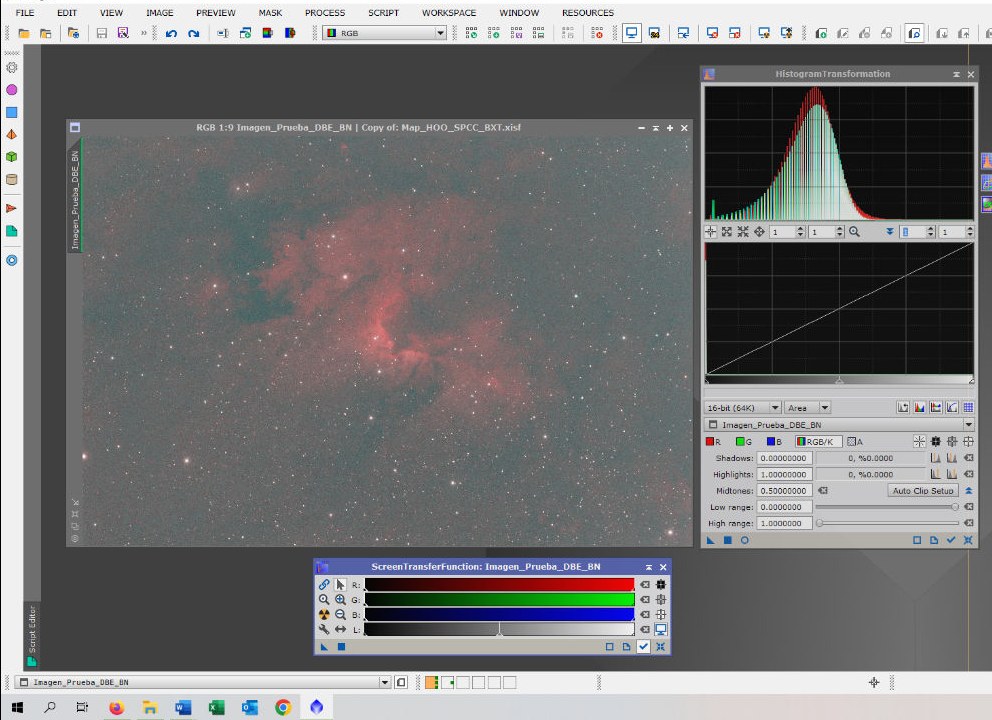 FILE EDIT VIEW IMAGE PREVIEW MASK PROCESS SCRIPT WORKSPACE WINDOW RESOURCES
RGB
HistogramTransformation
RGB 1:9 Imagen_Prueba_DBE_BN | Copy of: Map_HOO_SPCC_BXT.xisf
Imagen_Prueba_DBE_BN
1 1 1 1
16-bit (64K) Area
Imagen_Prueba_DBE_BN
R G B RGB/K A
Shadows: 0.00000000 0, %0.0000
Highlights: 1.00000000 0, %0.0000
Midtones: 0.50000000 Auto Clip Setup
Low range: 0.0000000
High range: 1.0000000
ScreenTransferFunction: Imagen_Prueba_DBE_BN
R:
G:
B:
L:
Script Editor
Imagen_Prueba_DBE_BN